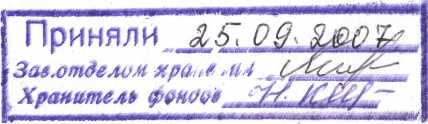 Приняли 25.09.2007
Зав.отделом хранения
Хранитель фондов